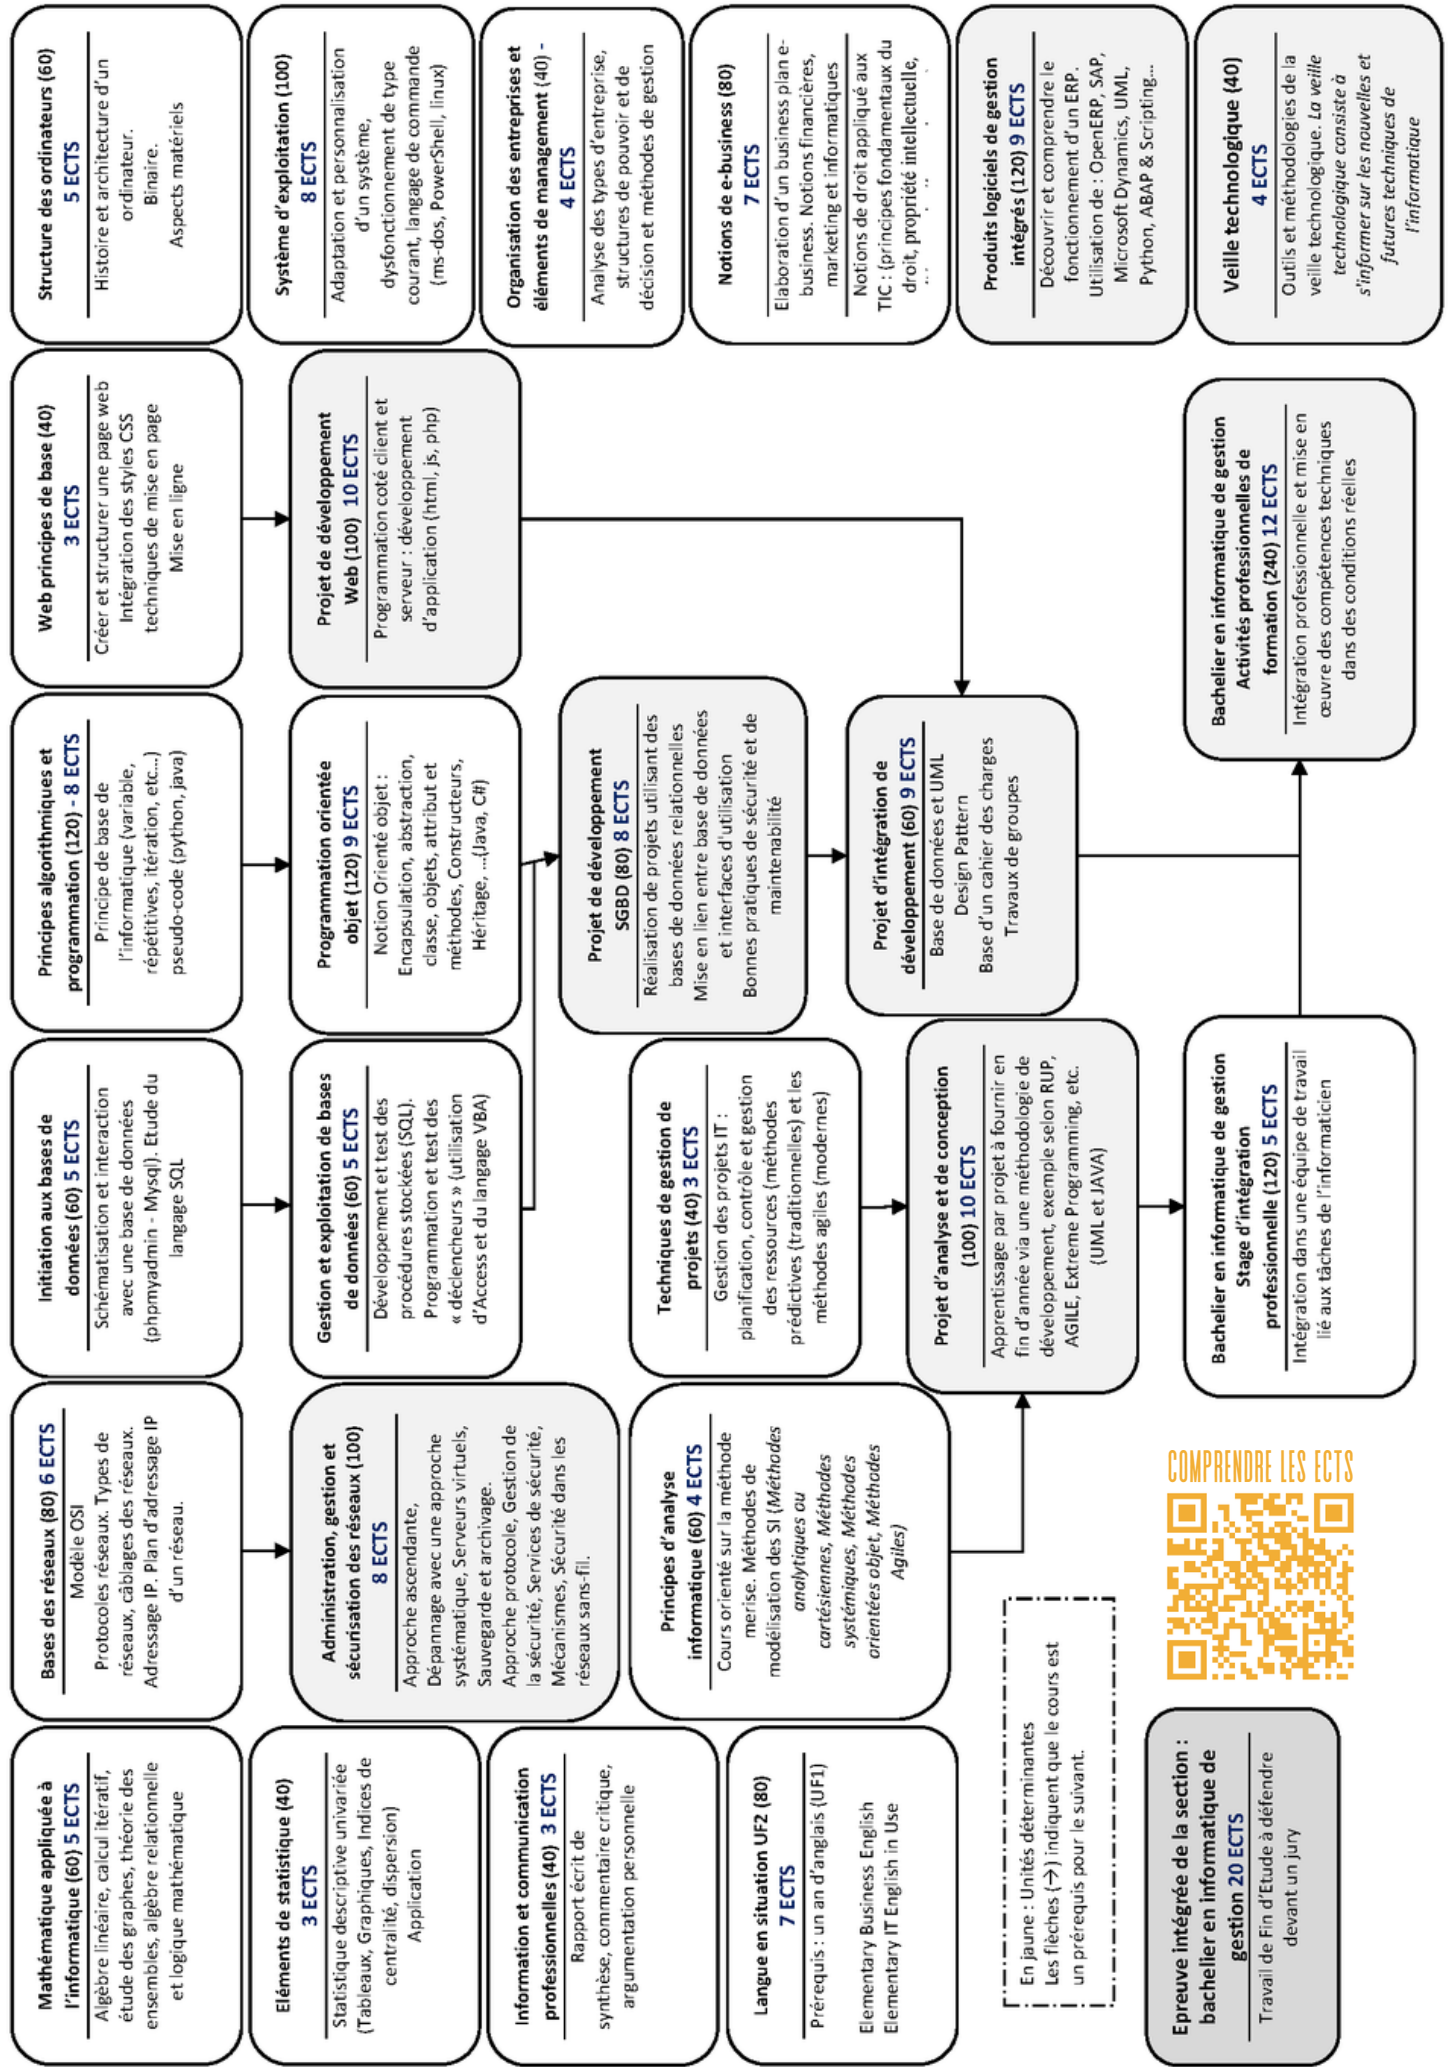 Mathématique appliquée à
l'informatique (60) 5 ECTS
Algèbre linéaire, calcul itératif,
étude des graphes, théorie des
ensembles, algèbre relationnelle
et logique mathématique
Bases des réseaux (80) 6 ECTS
Modèle OSI
Protocoles réseaux. Types de
réseaux, câblages des réseaux.
Adressage IP. Plan d'adressage IP
d'un réseau.
Initiation aux bases de
données (60) 5 ECTS
Schématisation et interaction
avec une base de données
(phpmyadmin - Mysql). Etude du
langage SQL
Principes algorithmiques et
programmation (120) - 8 ECTS
Principe de base de
l'informatique (variable,
répétitives, itération, etc...)
pseudo-code (python, java)
Web principes de base (40)
3 ECTS
Créer et structurer une page web
Intégration des styles CSS
techniques de mise en page
Mise en ligne
Structure des ordinateurs (60)
5 ECTS
Histoire et architecture d'un
ordinateur.
Binaire.
Aspects matériels
Eléments de statistique (40)
3 ECTS
Statistique descriptive univariée
(Tableaux, Graphiques, Indices de
centralité, dispersion)
Application
Administration, gestion et
sécurisation des réseaux (100)
8 ECTS
Approche ascendante,
Dépannage avec une approche
systématique, Serveurs virtuels,
Sauvegarde et archivage.
Approche protocole, Gestion de
la sécurité, Services de sécurité,
Mécanismes, Sécurité dans les
réseaux sans-fil.
Gestion et exploitation de bases
de données (60) 5 ECTS
Développement et test des
procédures stockées (SQL).
Programmation et test des
« déclencheurs » (utilisation
d'Access et du langage VBA)
Programmation orientée
objet (120) 9 ECTS
Notion Orienté objet :
Encapsulation, abstraction,
classe, objets, attribut et
méthodes, Constructeurs,
Héritage, ...(Java, C#)
Projet de développement
Web (100) 10 ECTS
Programmation coté client et
serveur : développement
d'application (html, js, php)
Système d'exploitation (100)
8 ECTS
Adaptation et personnalisation
d'un système,
dysfonctionnement de type
courant, langage de commande
(ms-dos, PowerShell, linux)
Information et communication
professionnelles (40) 3 ECTS
Rapport écrit de
synthèse, commentaire critique,
argumentation personnelle
Principes d'analyse
informatique (60) 4 ECTS
Cours orienté sur la méthode
merise. Méthodes de
modélisation des SI (Méthodes
analytiques ou
cartésiennes, Méthodes
systémiques, Méthodes
orientées objet, Méthodes
Agiles)
Techniques de gestion de
projets (40) 3 ECTS
Gestion des projets IT :
planification, contrôle et gestion
des ressources (méthodes
prédictives (traditionnelles) et les
méthodes agiles (modernes)
Projet de développement
SGBD (80) 8 ECTS
Réalisation de projets utilisant des
bases de données relationnelles
Mise en lien entre base de données
et interfaces d'utilisation
Bonnes pratiques de sécurité et de
maintenabilité
Organisation des entreprises et
éléments de management (40) -
4 ECTS
Analyse des types d'entreprise,
structures de pouvoir et de
décision et méthodes de gestion
Langue en situation UF2 (80)
7 ECTS
Prérequis : un an d'anglais (UF1)
Elementary Business English
Elementary IT English in Use
Projet d'analyse et de conception
(100) 10 ECTS
Apprentissage par projet à fournir en
fin d'année via une méthodologie de
développement, exemple selon RUP,
AGILE, Extreme Programming, etc.
(UML et JAVA)
Projet d'intégration de
développement (60) 9 ECTS
Base de données et UML
Design Pattern
Base d'un cahier des charges
Travaux de groupes
Notions de e-business (80)
7 ECTS
Elaboration d'un business plan e-
business. Notions financières,
marketing et informatiques
Notions de droit appliqué aux
TIC : (principes fondamentaux du
droit, propriété intellectuelle,
Produits logiciels de gestion
intégrés (120) 9 ECTS
Découvrir et comprendre le
fonctionnement d'un ERP.
Utilisation de : OpenERP, SAP,
Microsoft Dynamics, UML,
Python, ABAP & Scripting...
En jaune : Unités déterminantes
Les flèches (→) indiquent que le cours est
un prérequis pour le suivant.
Epreuve intégrée de la section :
bachelier en informatique de
gestion 20 ECTS
Travail de Fin d'Etude à défendre
devant un jury
COMPRENDRE LES ECTS
Bachelier en informatique de gestion
Stage d'intégration
professionnelle (120) 5 ECTS
Intégration dans une équipe de travail
lié aux tâches de l'informaticien
Bachelier en informatique de gestion
Activités professionnelles de
formation (240) 12 ECTS
Intégration professionnelle et mise en
œuvre des compétences techniques
dans des conditions réelles
Veille technologique (40)
4 ECTS
Outils et méthodologies de la
veille technologique. La veille
technologique consiste à
s'informer sur les nouvelles et
futures techniques de
l'informatique